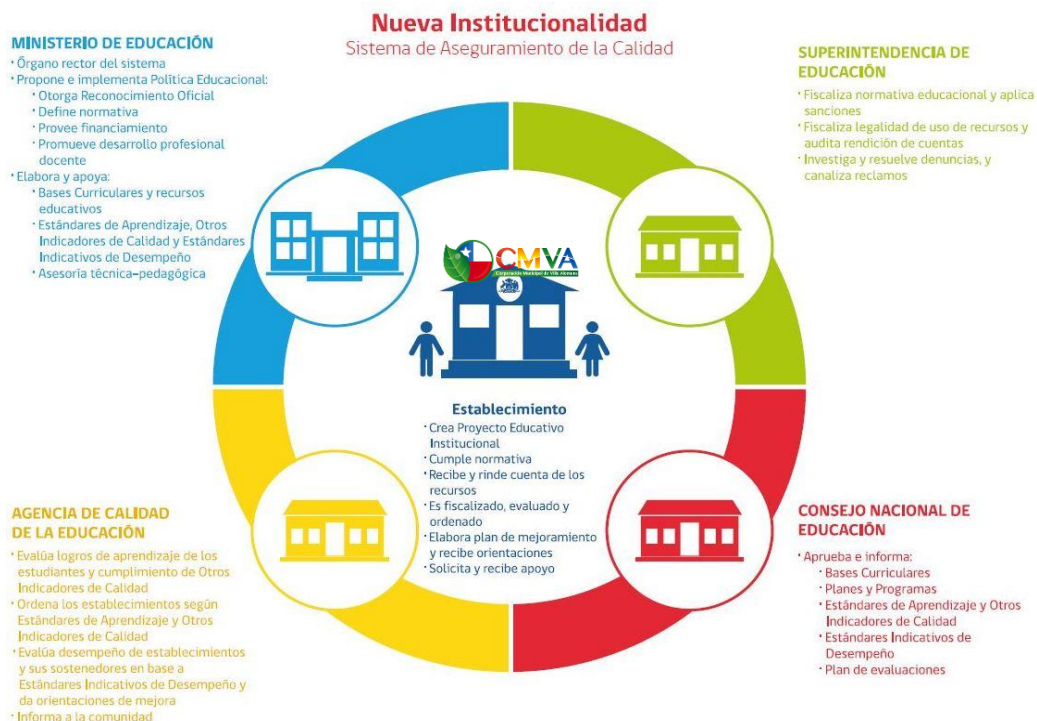 Nueva Institucionalidad
Sistema de Aseguramiento de la Calidad
MINISTERIO DE EDUCACIÓN
· Órgano rector del sistema
· Propone e implementa Política Educacional:
· Otorga Reconocimiento Oficial
· Define normativa
· Provee financiamiento
· Promueve desarrollo profesional
docente
· Elabora y apoya:
· Bases Curriculares y recursos
educativos
· Estándares de Aprendizaje, Otros
Indicadores de Calidad y Estándares
Indicativos de Desempeño
· Asesoría técnica-pedagógica
SUPERINTENDENCIA DE
EDUCACIÓN
· Fiscaliza normativa educacional y aplica
sanciones
· Fiscaliza legalidad de uso de recursos y
audita rendición de cuentas
· Investiga y resuelve denuncias, y
canaliza reclamos
CMVA
Corporación Municipal de Villa Alemana
Establecimiento
· Crea Proyecto Educativo
Institucional
· Cumple normativa
· Recibe y rinde cuenta de los
recursos
· Es fiscalizado, evaluado y
ordenado
· Elabora plan de mejoramiento
y recibe orientaciones
· Solicita y recibe apoyo
AGENCIA DE CALIDAD
DE LA EDUCACIÓN
· Evalúa logros de aprendizaje de los
estudiantes y cumplimiento de Otros
Indicadores de Calidad
· Ordena los establecimientos según
Estándares de Aprendizaje y Otros
Indicadores de Calidad
· Evalúa desempeño de establecimientos
y sus sostenedores en base a
Estándares Indicativos de Desempeño y
da orientaciones de mejora
· Informa a la comunidad
CONSEJO NACIONAL DE
EDUCACIÓN
· Aprueba e informa:
· Bases Curriculares
· Planes y Programas
· Estándares de Aprendizaje y Otros
Indicadores de Calidad
· Estándares Indicativos de
Desempeño
· Plan de evaluaciones